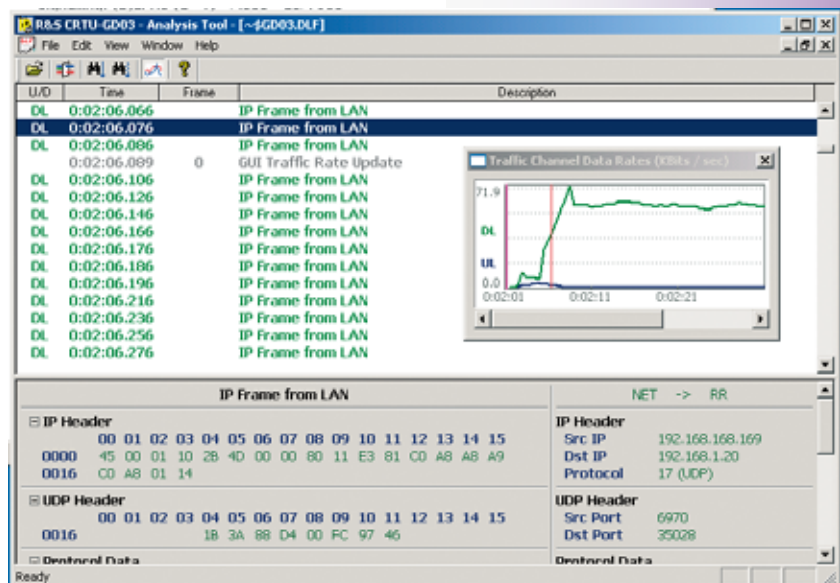 R&S CRTU-GD03 - Analysis Tool - [~$GD03.DLF]
File Edit View Window Help
U/D Time Frame Description
DL 0:02:06.066 IP Frame from LAN
DL 0:02:06.076 IP Frame from LAN
DL 0:02:06.086 IP Frame from LAN
0:02:06.089 0 GUI Traffic Rate Update
DL 0:02:06.106 IP Frame from LAN
DL 0:02:06.126 IP Frame from LAN
DL 0:02:06.146 IP Frame from LAN
DL 0:02:06.166 IP Frame from LAN
DL 0:02:06.176 IP Frame from LAN
DL 0:02:06.186 IP Frame from LAN
DL 0:02:06.196 IP Frame from LAN
DL 0:02:06.216 IP Frame from LAN
DL 0:02:06.236 IP Frame from LAN
DL 0:02:06.256 IP Frame from LAN
DL 0:02:06.276 IP Frame from LAN
Traffic Channel Data Rates (KBits / sec)
71.9
DL
UL
0.0
0:02:01 0:02:11 0:02:21
IP Frame from LAN
IP Header
00 01 02 03 04 05 06 07 08 09 10 11 12 13 14 15
0000 45 00 01 10 2B 4D 00 00 80 11 E3 81 C0 A8 A8 A9
0016 C0 A8 01 14
UDP Header
00 01 02 03 04 05 06 07 08 09 10 11 12 13 14 15
0016 1B 3A 88 D4 00 FC 97 46
Protocol Data
NET -> RR
IP Header
Src IP 192.168.168.169
Dst IP 192.168.1.20
Protocol 17 (UDP)
UDP Header
Src Port 6970
Dst Port 35028
Protocol Data
Ready